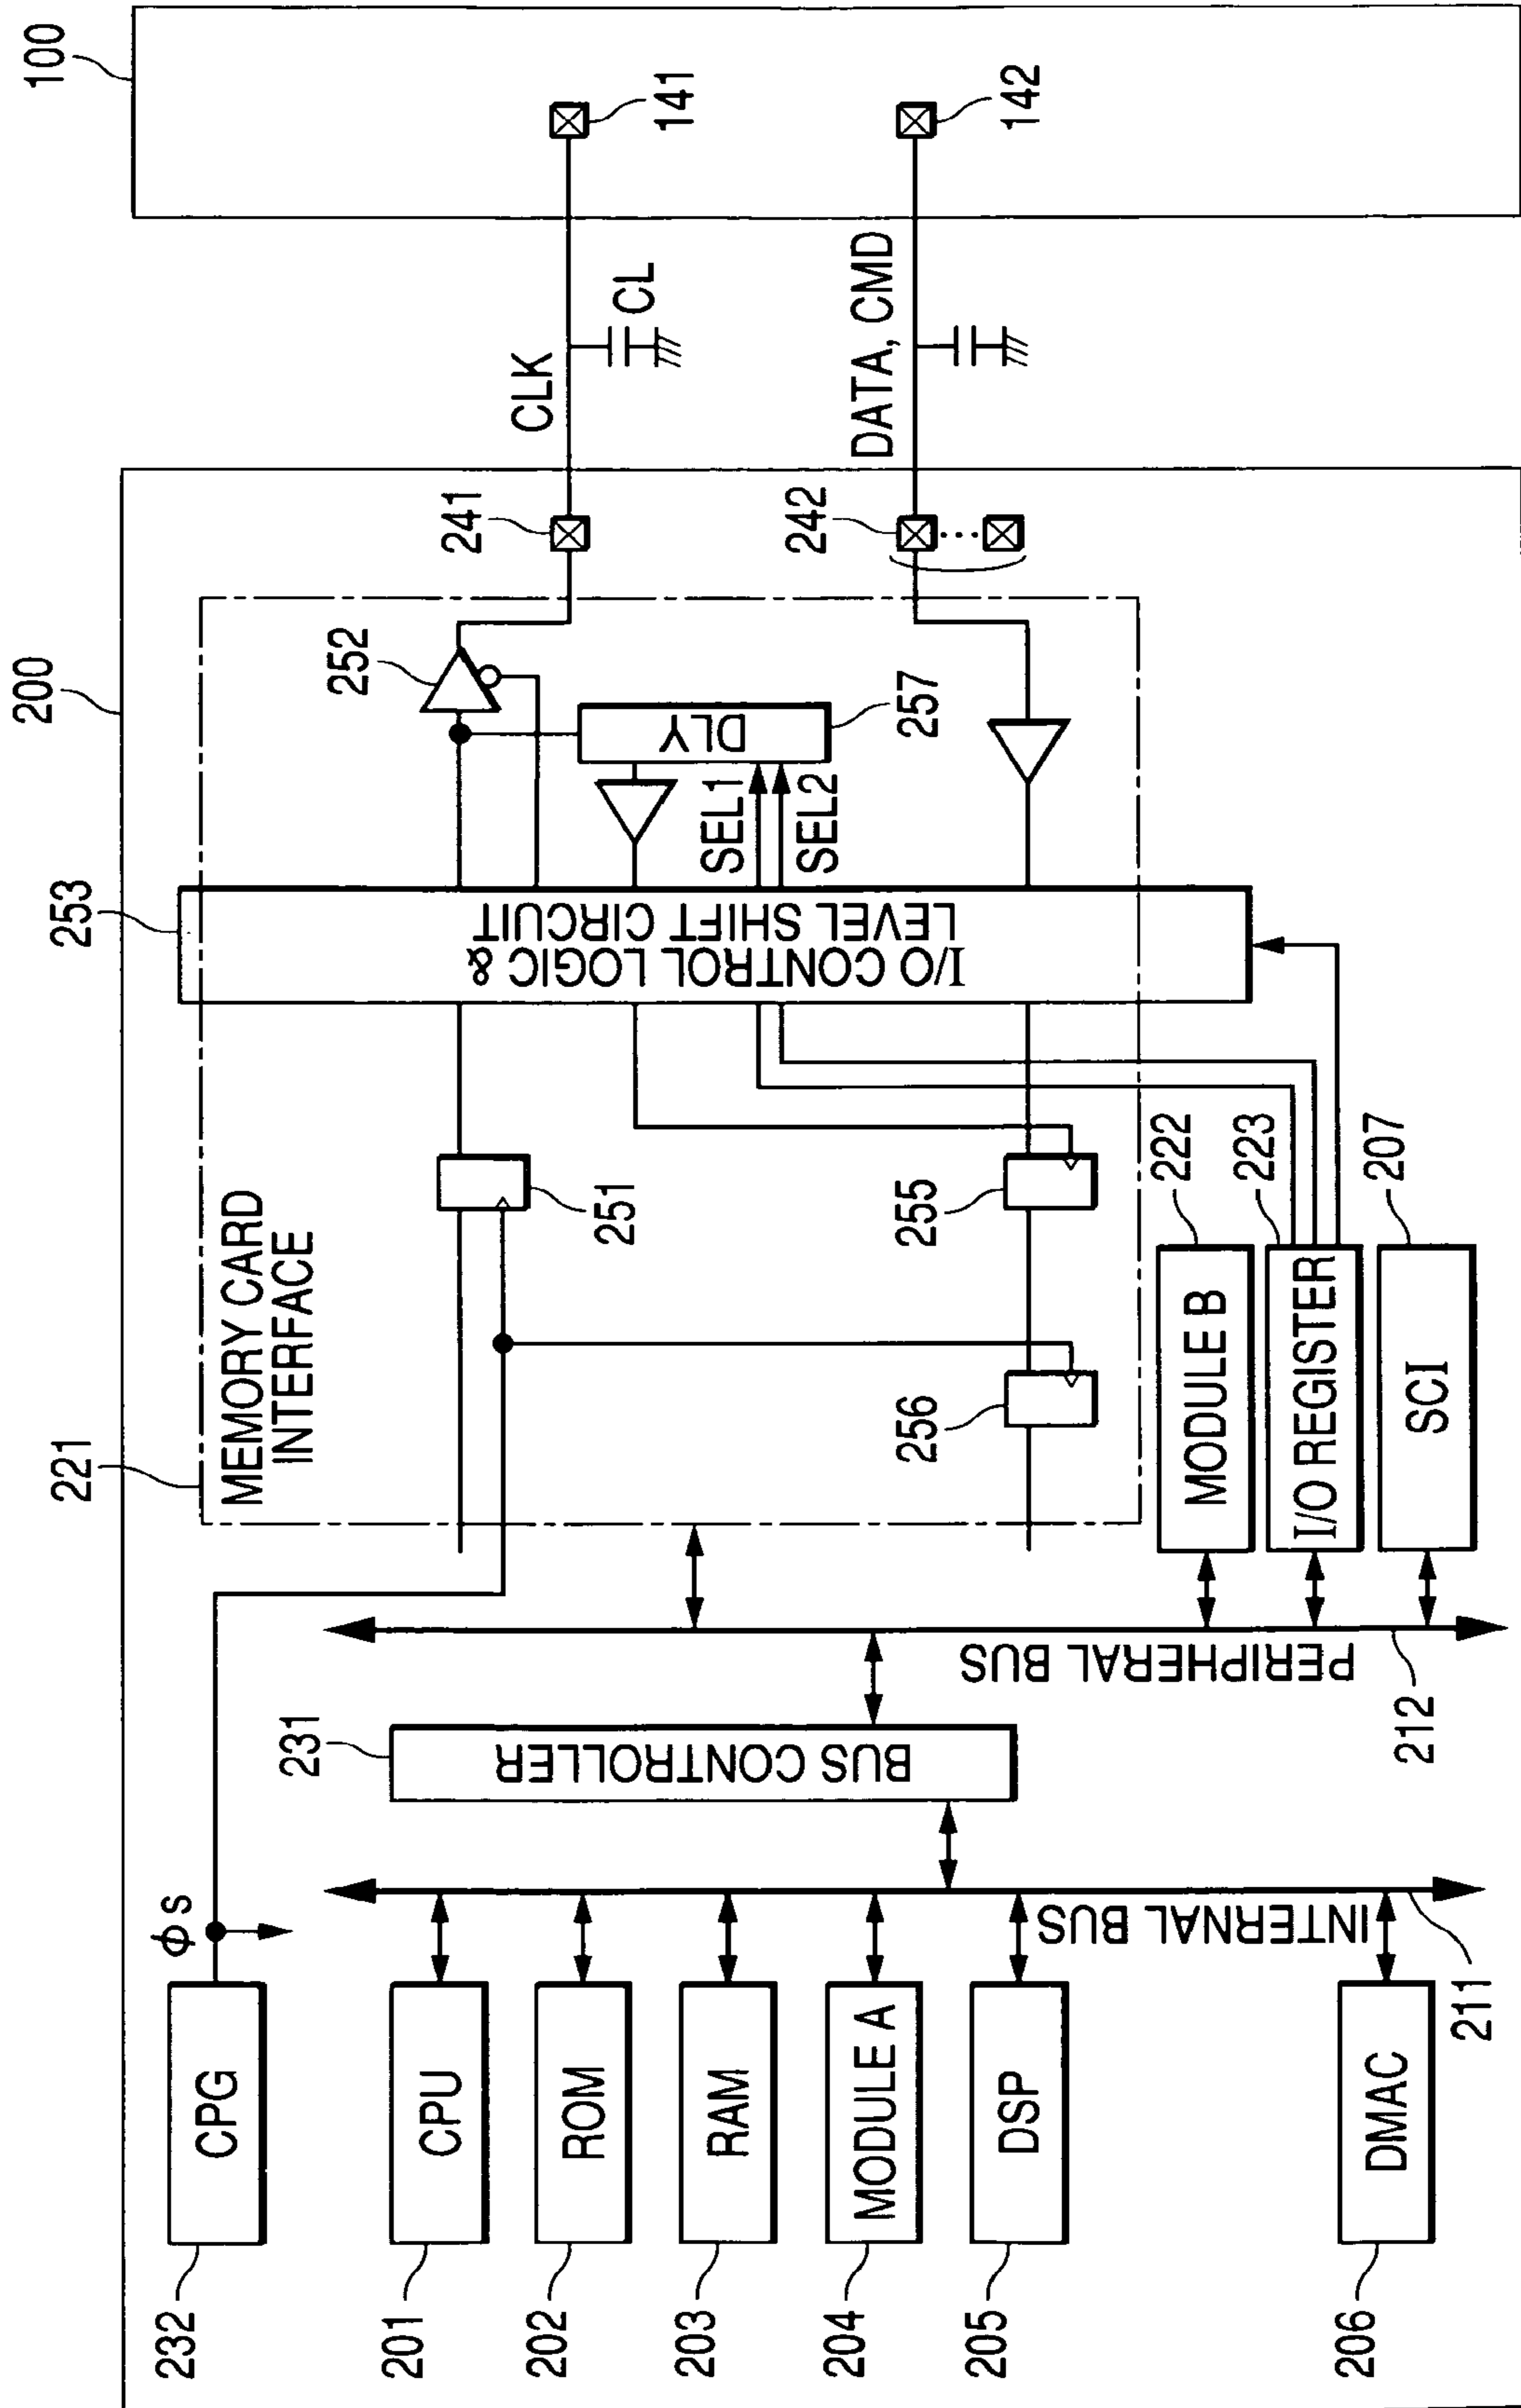 200
100
232
CPG
φs
201
CPU
202
ROM
203
RAM
204
MODULE A
205
DSP
206
DMAC
INTERNAL BUS
211
231
BUS CONTROLLER
PERIPHERAL BUS
212
221
MEMORY CARD
INTERFACE
251
256
255
253
I/O CONTROL LOGIC &
LEVEL SHIFT CIRCUIT
252
DLY
257
SEL1
SEL2
241
242
CLK
CL
DATA, CMD
141
142
MODULE B
222
I/O REGISTER
223
SCI
207